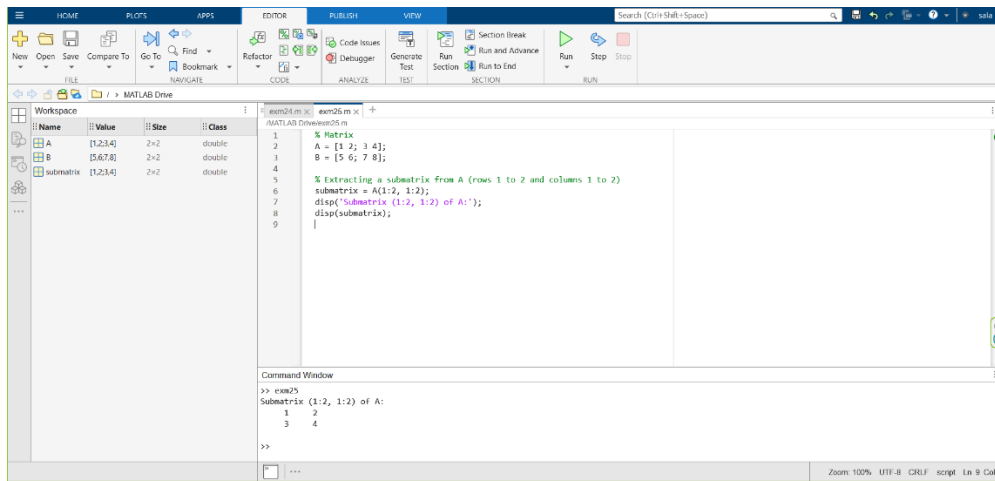 HOME PLOTS APPS EDITOR PUBLISH VIEW Search (Ctrl+Shift+Space) sala
New Open Save Compare To Go To Find Bookmark Refactor Code Issues Debugger Generate Test Run Section Section Break Run and Advance Run to End Run Step Stop
FILE NAVIGATE CODE ANALYZE TEST SECTION RUN
/ > MATLAB Drive
Workspace
Name Value Size Class
A [1,2;3,4] 2×2 double
B [5,6;7,8] 2×2 double
submatrix [1,2;3,4] 2×2 double
exm24.m × exm25.m × +
/MATLAB Drive/exm25.m
1 % Matrix
2 A = [1 2; 3 4];
3 B = [5 6; 7 8];
4
5 % Extracting a submatrix from A (rows 1 to 2 and columns 1 to 2)
6 submatrix = A(1:2, 1:2);
7 disp('Submatrix (1:2, 1:2) of A:');
8 disp(submatrix);
9
Command Window
>> exm25
Submatrix (1:2, 1:2) of A:
1 2
3 4
>>
Zoom: 100% UTF-8 CRLF script Ln 9 Col